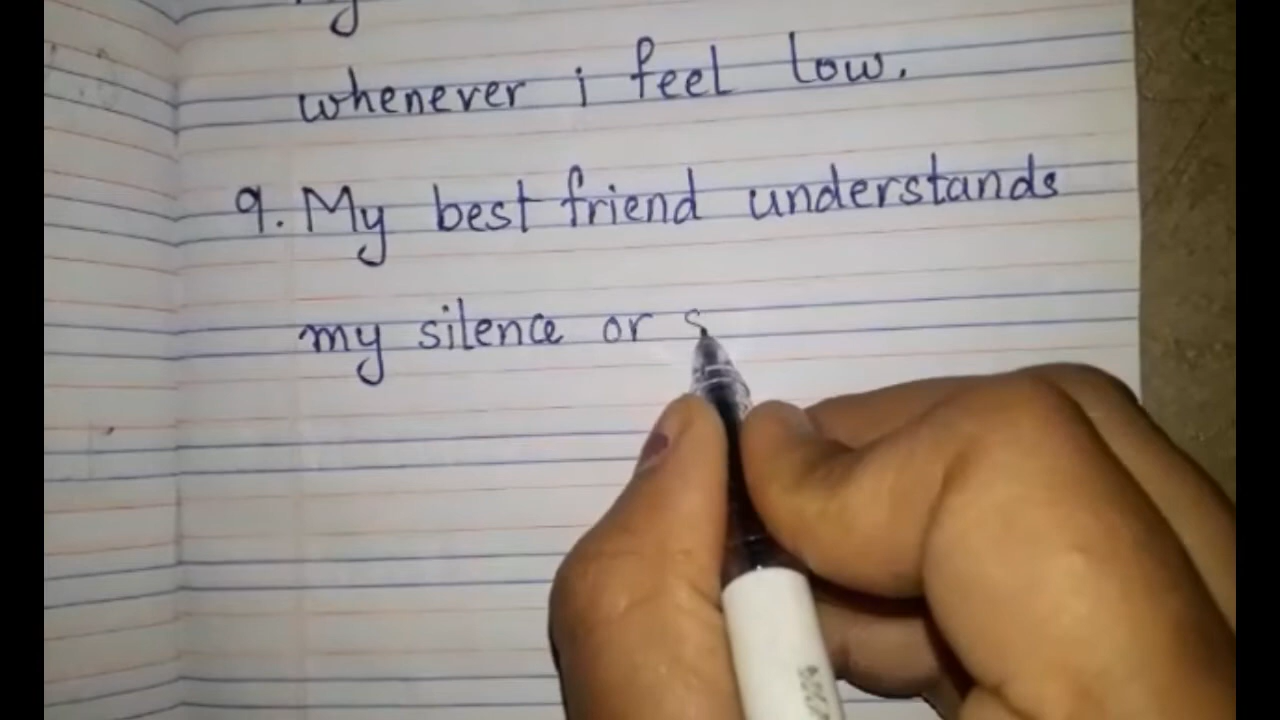 whenever i feel low.
9. My best friend understands
my silence or s